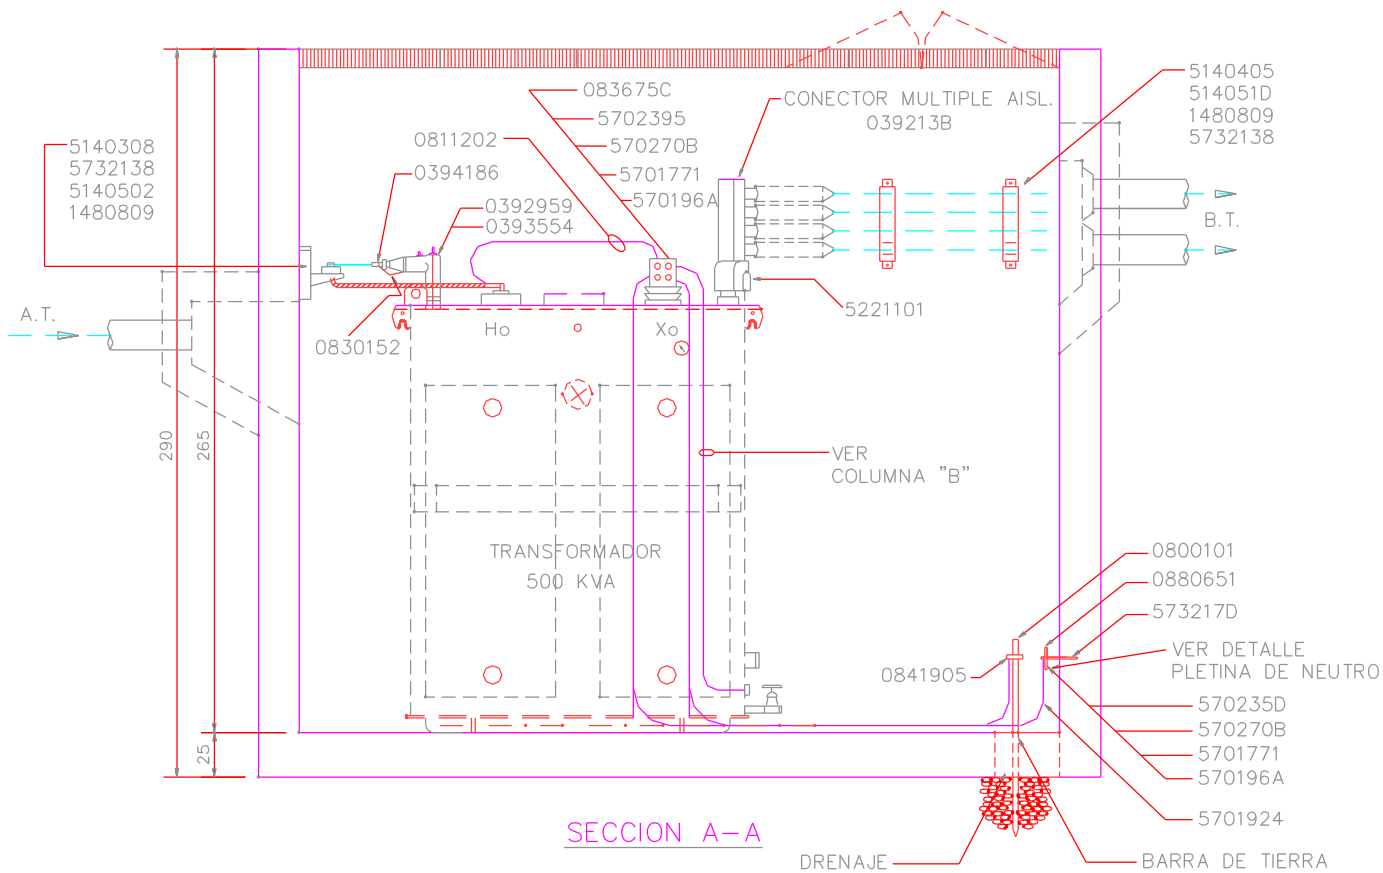 083675C
5702395
570270B
5701771
570196A
0811202
0394186
0392959
0393554
CONECTOR MULTIPLE AISL.
039213B
5140405
514051D
1480809
5732138
5140308
5732138
5140502
1480809
B.T.
A.T.
5221101
0830152
Ho
Xo
290
265
25
VER
COLUMNA "B"
TRANSFORMADOR
500 KVA
0800101
0880651
573217D
VER DETALLE
PLETINA DE NEUTRO
0841905
570235D
570270B
5701771
570196A
5701924
SECCION A-A
DRENAJE
BARRA DE TIERRA